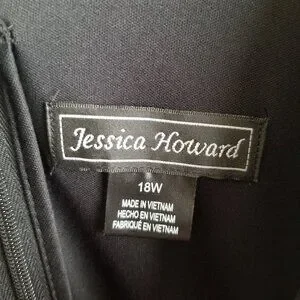 Jessica Howard
18W
MADE IN VIETNAM
HECHO EN VIETNAM
FABRIQUÉ EN VIETNAM